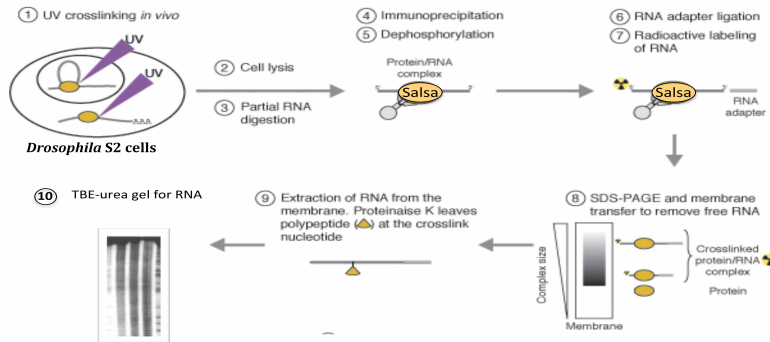 ① UV crosslinking in vivo
UV
UV
AAA
Drosophila S2 cells
② Cell lysis
③ Partial RNA
digestion
④ Immunoprecipitation
⑤ Dephosphorylation
Protein/RNA
complex
Salsa
⑥ RNA adapter ligation
⑦ Radioactive labeling
of RNA
Salsa
RNA
adapter
⑧ SDS-PAGE and membrane
transfer to remove free RNA
Complex size
Crosslinked
protein/RNA
complex
Protein
Membrane
⑨ Extraction of RNA from the
membrane. Proteinaise K leaves
polypeptide ( ) at the crosslink
nucleotide
⑩ TBE-urea gel for RNA